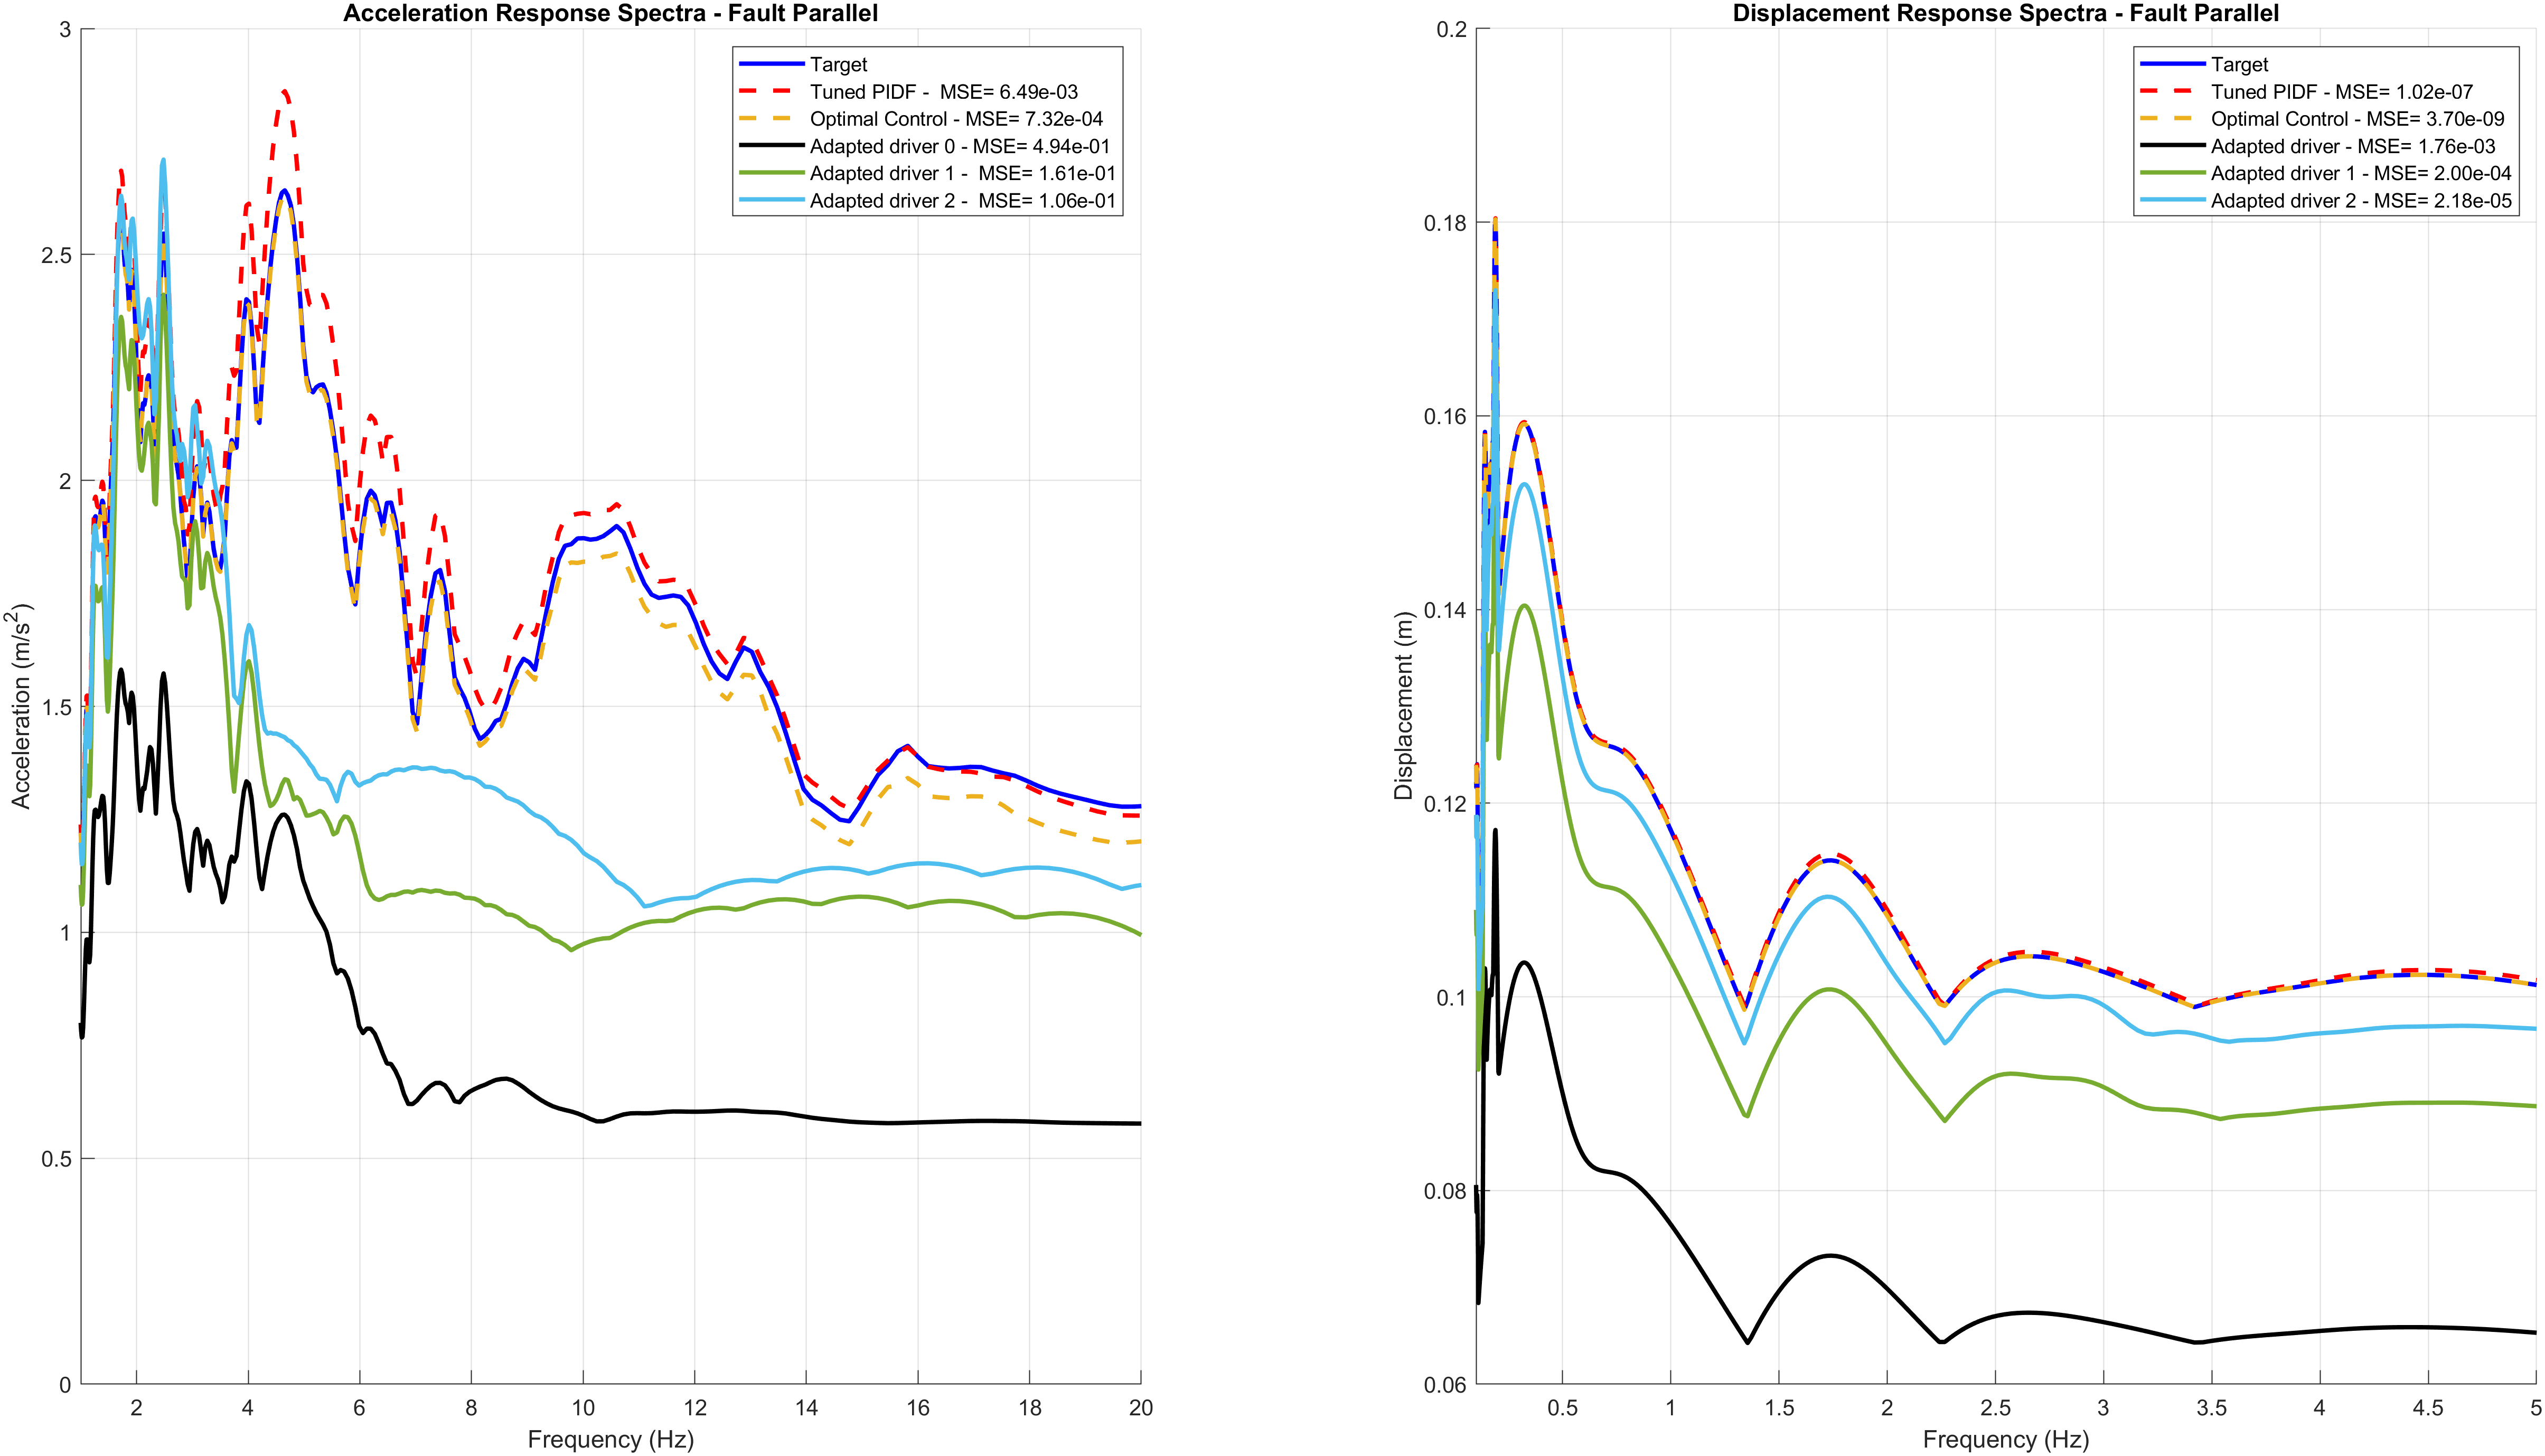 Acceleration Response Spectra - Fault Parallel
3
2.5
2
1.5
1
0.5
0
Acceleration (m/s²)
2 4 6 8 10 12 14 16 18 20
Frequency (Hz)
Target
Tuned PIDF -  MSE= 6.49e-03
Optimal Control - MSE= 7.32e-04
Adapted driver 0 - MSE= 4.94e-01
Adapted driver 1 -  MSE= 1.61e-01
Adapted driver 2 -  MSE= 1.06e-01
Displacement Response Spectra - Fault Parallel
0.2
0.18
0.16
0.14
0.12
0.1
0.08
0.06
Displacement (m)
0.5 1 1.5 2 2.5 3 3.5 4 4.5 5
Frequency (Hz)
Target
Tuned PIDF - MSE= 1.02e-07
Optimal Control - MSE= 3.70e-09
Adapted driver - MSE= 1.76e-03
Adapted driver 1 - MSE= 2.00e-04
Adapted driver 2 - MSE= 2.18e-05